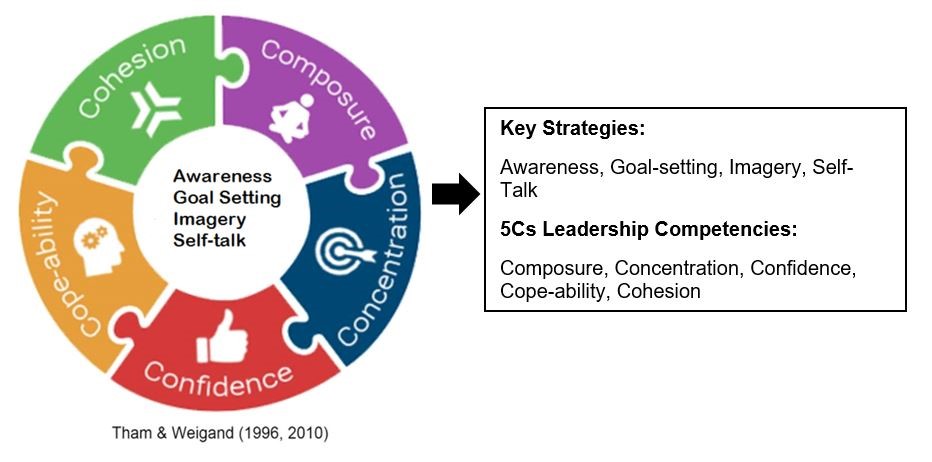 Cohesion
Composure
Concentration
Confidence
Cope-ability
Awareness
Goal Setting
Imagery
Self-talk
Tham & Weigand (1996, 2010)
Key Strategies:
Awareness, Goal-setting, Imagery, Self-
Talk
5Cs Leadership Competencies:
Composure, Concentration, Confidence,
Cope-ability, Cohesion